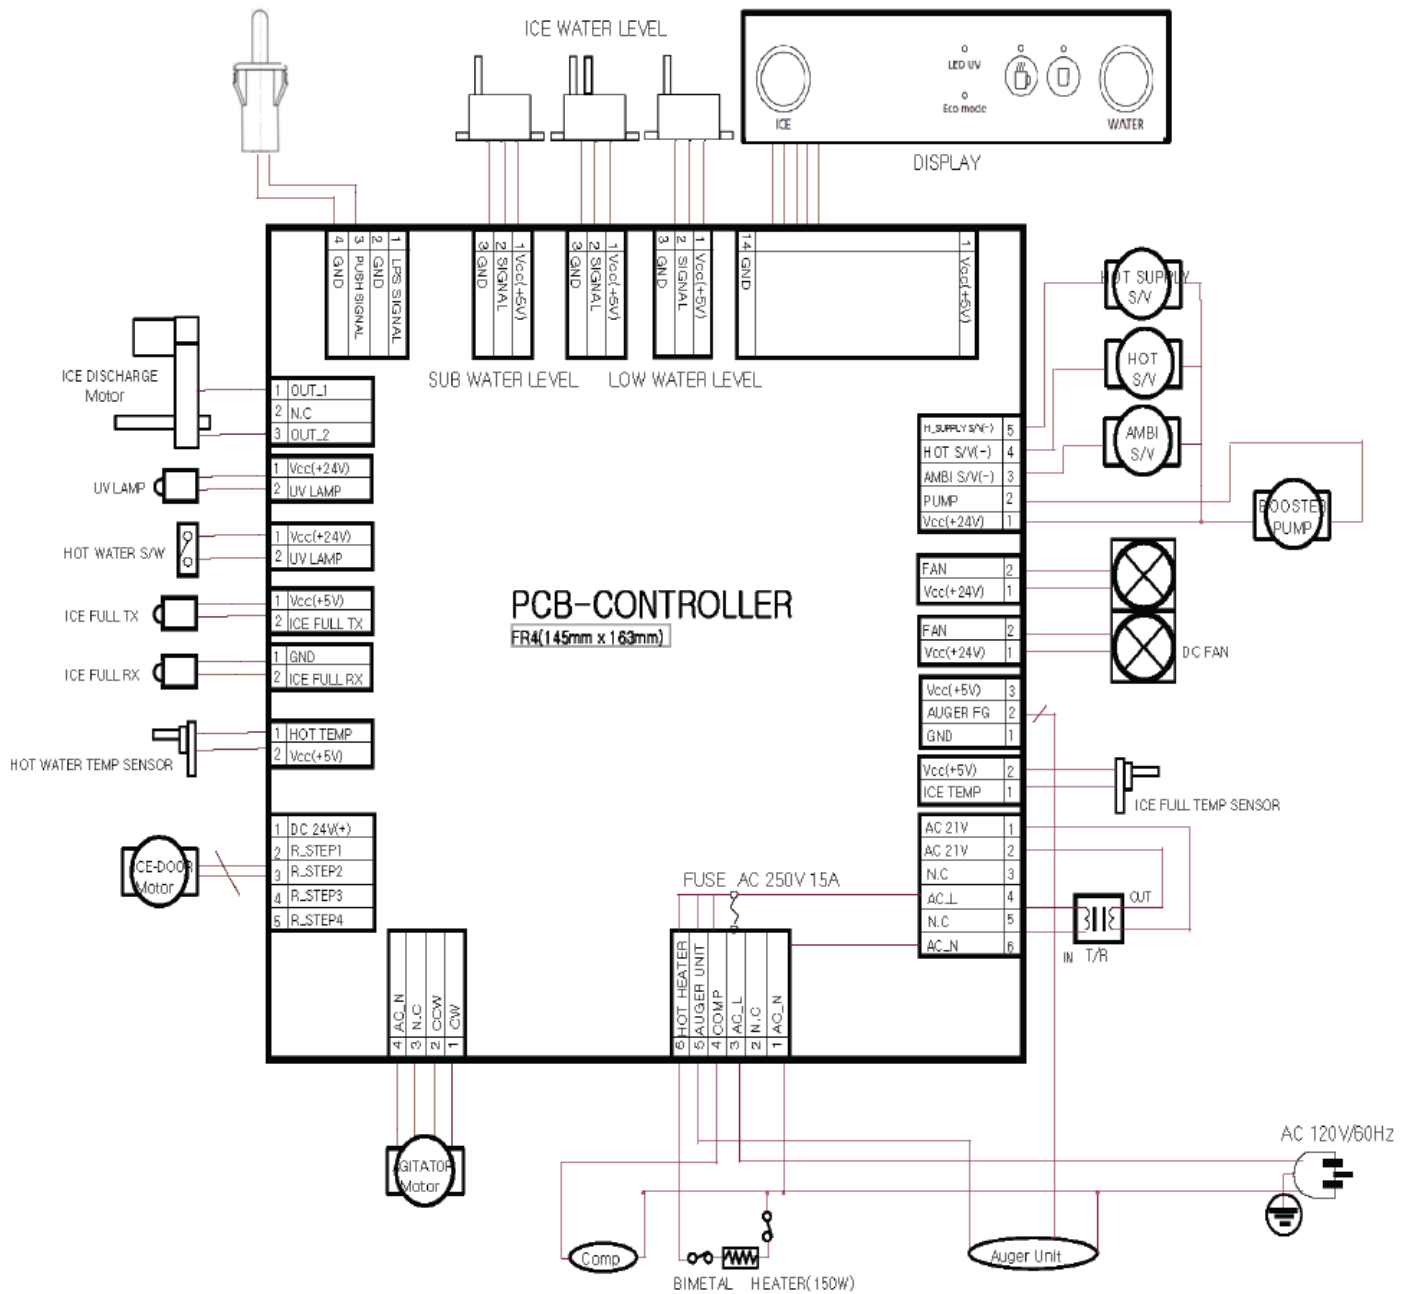 ICE WATER LEVEL
LED UV
Eco mode
ICE
WATER
DISPLAY
4 GND
3 PUSH SIGNAL
2 GND
1 LPS SIGNAL
3 GND
2 SIGNAL
1 Vcc(+5V)
3 GND
2 SIGNAL
1 Vcc(+5V)
3 GND
2 SIGNAL
1 Vcc(+5V)
14 GND
1 Vcc(+5V)
SUB WATER LEVEL
LOW WATER LEVEL
ICE DISCHARGE
Motor
1 OUT_1
2 N.C
3 OUT_2
UV LAMP
1 Vcc(+24V)
2 UV LAMP
HOT WATER S/W
1 Vcc(+24V)
2 UV LAMP
ICE FULL TX
1 Vcc(+5V)
2 ICE FULL TX
ICE FULL RX
1 GND
2 ICE FULL RX
HOT WATER TEMP SENSOR
1 HOT TEMP
2 Vcc(+5V)
ICE-DOOR
Motor
1 DC 24V(+)
2 R_STEP1
3 R_STEP2
4 R_STEP3
5 R_STEP4
PCB-CONTROLLER
FR4(145mm x 163mm)
HOT SUPPLY
S/V
HOT
S/V
AMBI
S/V
BOOSTER
PUMP
H_SUPPLY S/V(-) 5
HOT S/V(-) 4
AMBI S/V(-) 3
PUMP 2
Vcc(+24V) 1
FAN 2
Vcc(+24V) 1
FAN 2
Vcc(+24V) 1
DC FAN
Vcc(+5V) 3
AUGER FG 2
GND 1
Vcc(+5V) 2
ICE TEMP 1
ICE FULL TEMP SENSOR
AC 21V 1
AC 21V 2
N.C 3
AC_L 4
N.C 5
AC_N 6
OUT
IN T/R
FUSE AC 250V 15A
6 HOT HEATER
5 AUGER UNIT
4 COMP
3 AC_L
2 N.C
1 AC_N
4 AC_N
3 N.C
2 CCW
1 CW
AGITATOR
Motor
AC 120V/60Hz
Comp
BIMETAL HEATER(150W)
Auger Unit